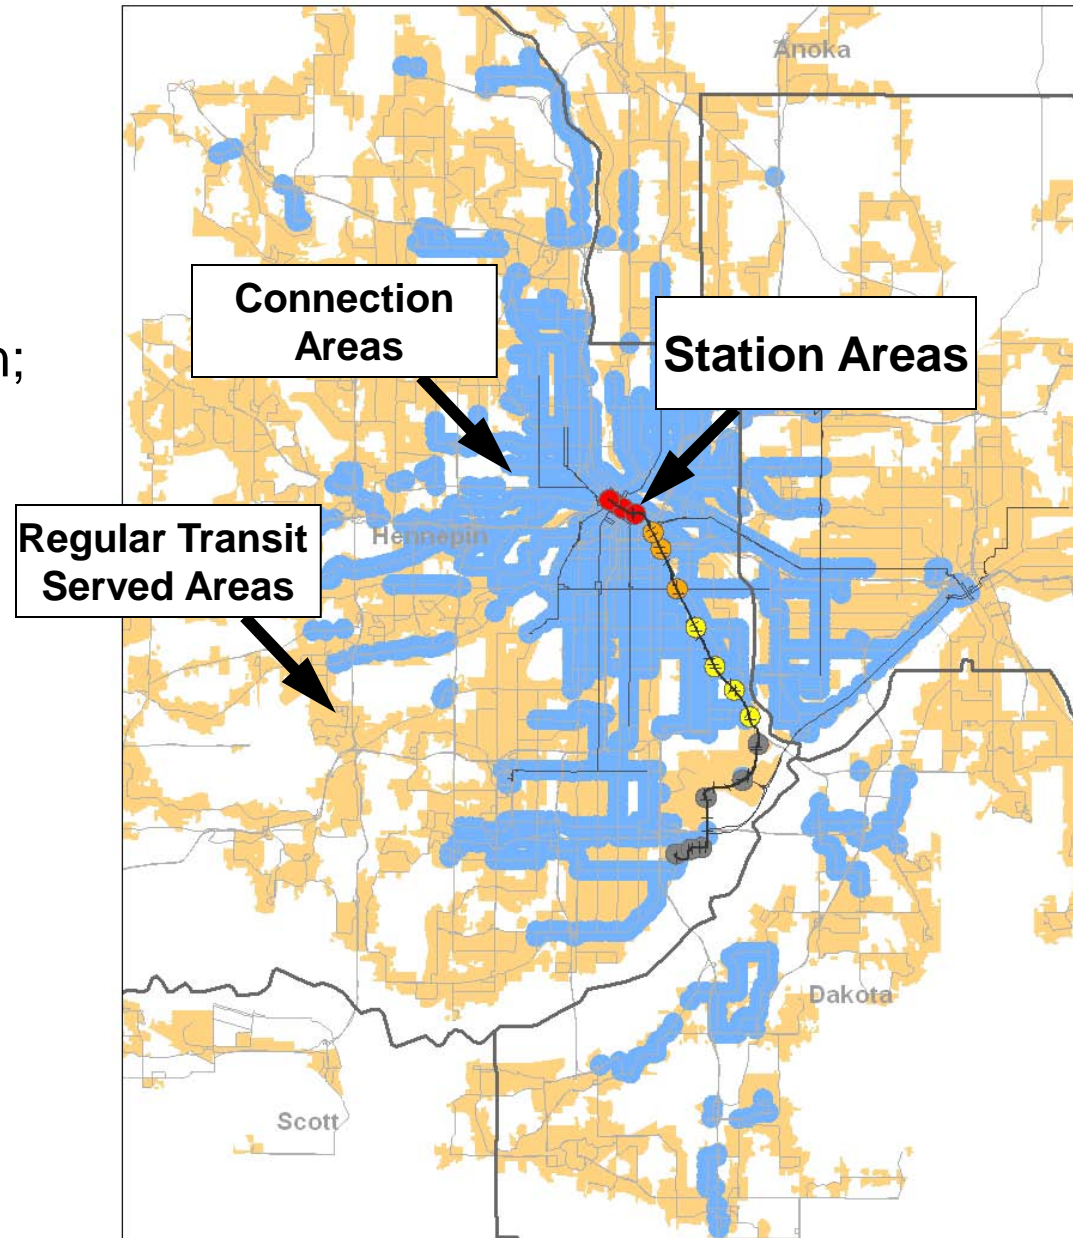 Anoka
Connection
Areas
Station Areas
n;
Regular Transit
Served Areas
Hennepin
Dakota
Scott